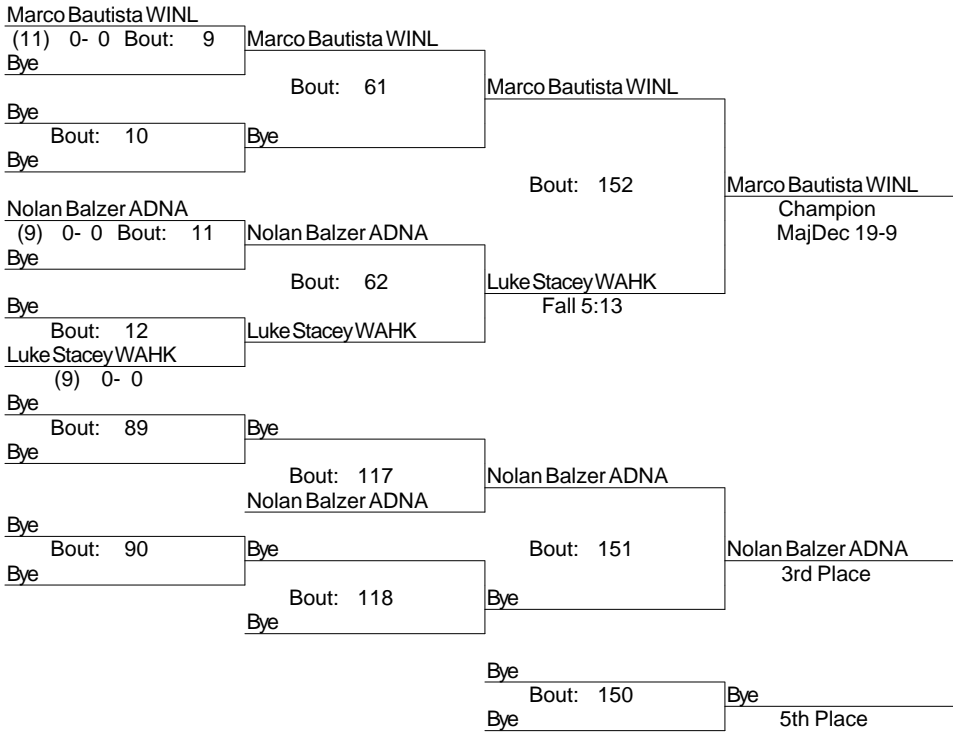 Marco Bautista WINL
(11) 0- 0 Bout: 9
Bye
Marco Bautista WINL
Bout: 61
Marco Bautista WINL
Bye
Bout: 10
Bye
Bye
Bout: 152
Marco Bautista WINL
Champion
MajDec 19-9
Nolan Balzer ADNA
(9) 0- 0 Bout: 11
Bye
Nolan Balzer ADNA
Bout: 62
Luke Stacey WAHK
Fall 5:13
Bye
Bout: 12
Luke Stacey WAHK
(9) 0- 0
Luke Stacey WAHK
Bye
Bout: 89
Bye
Bye
Bout: 117
Nolan Balzer ADNA
Nolan Balzer ADNA
Bye
Bout: 90
Bye
Bye
Bout: 118
Bye
Bout: 151
Bye
Nolan Balzer ADNA
3rd Place
Bye
Bout: 150
Bye
Bye
5th Place